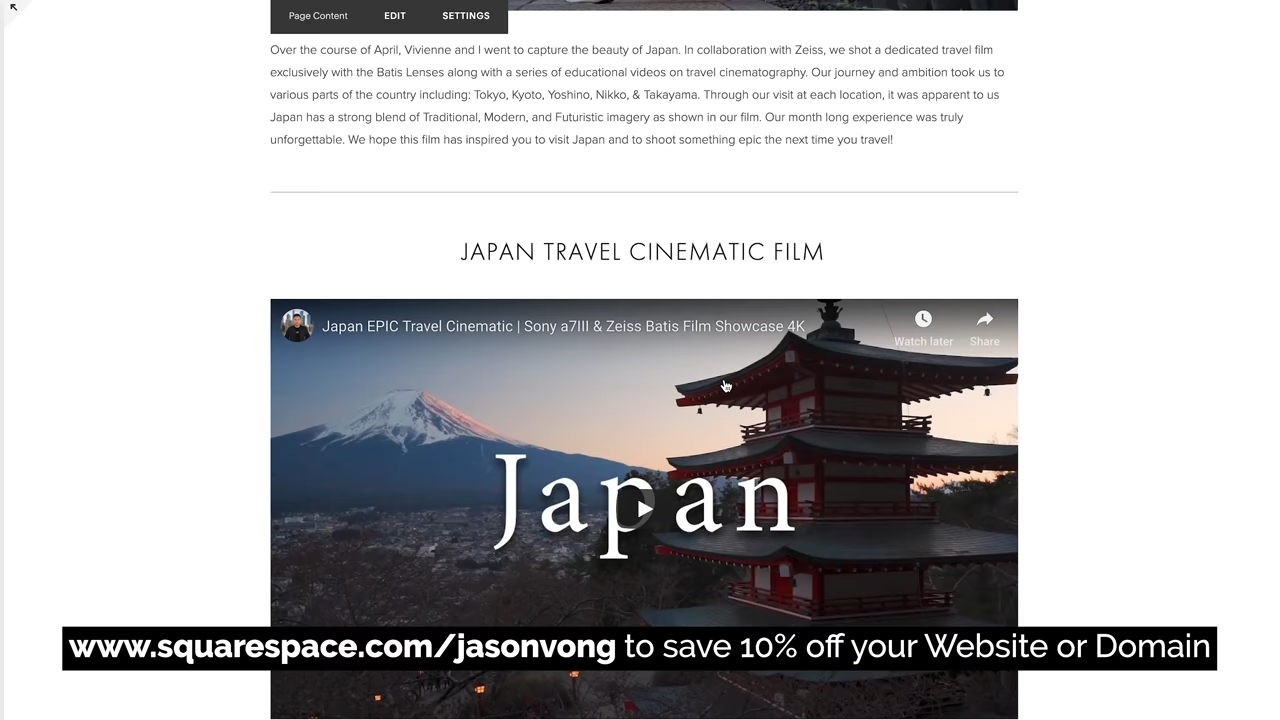 Page Content EDIT SETTINGS
Over the course of April, Vivienne and I went to capture the beauty of Japan. In collaboration with Zeiss, we shot a dedicated travel film
exclusively with the Batis Lenses along with a series of educational videos on travel cinematography. Our journey and ambition took us to
various parts of the country including: Tokyo, Kyoto, Yoshino, Nikko, & Takayama. Through our visit at each location, it was apparent to us
Japan has a strong blend of Traditional, Modern, and Futuristic imagery as shown in our film. Our month long experience was truly
unforgettable. We hope this film has inspired you to visit Japan and to shoot something epic the next time you travel!
JAPAN TRAVEL CINEMATIC FILM
Japan EPIC Travel Cinematic | Sony a7III & Zeiss Batis Film Showcase 4K
Watch later Share
Japan
www.squarespace.com/jasonvong to save 10% off your Website or Domain